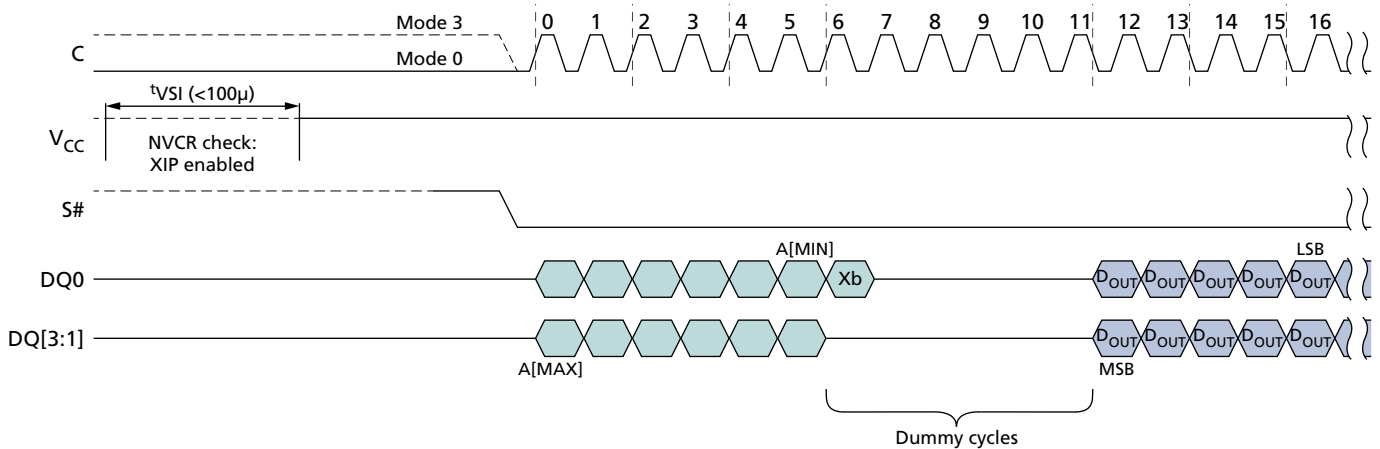 Mode 3
0 1 2 3 4 5 6 7 8 9 10 11 12 13 14 15 16
C
Mode 0
tVSI (<100µ)
VCC
NVCR check:
XIP enabled
S#
A[MIN]
LSB
DQ0
Xb
DOUT DOUT DOUT DOUT DOUT
DQ[3:1]
DOUT DOUT DOUT DOUT DOUT
A[MAX]
MSB
Dummy cycles